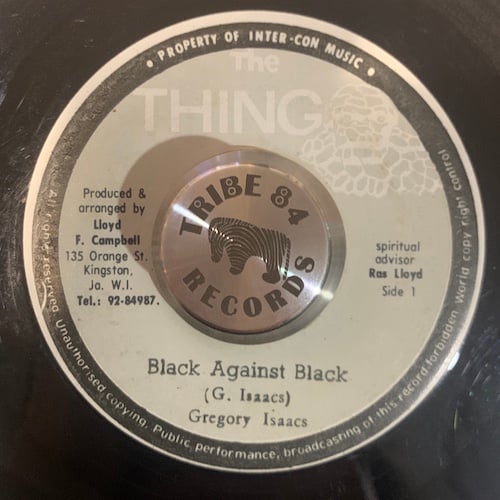 • PROPERTY OF INTER-CON MUSIC •
The
THING
Produced &
arranged by
Lloyd
F. Campbell
135 Orange St.
Kingston,
Ja. W.I.
Tel.: 92-84987.
TRIBE 84
RECORDS
spiritual
advisor
Ras Lloyd
Side 1
Black Against Black
(G. Isaacs)
Gregory Isaacs
reserved. Unauthorised copying. Public performance, broadcasting of this record forbidden World copy right control